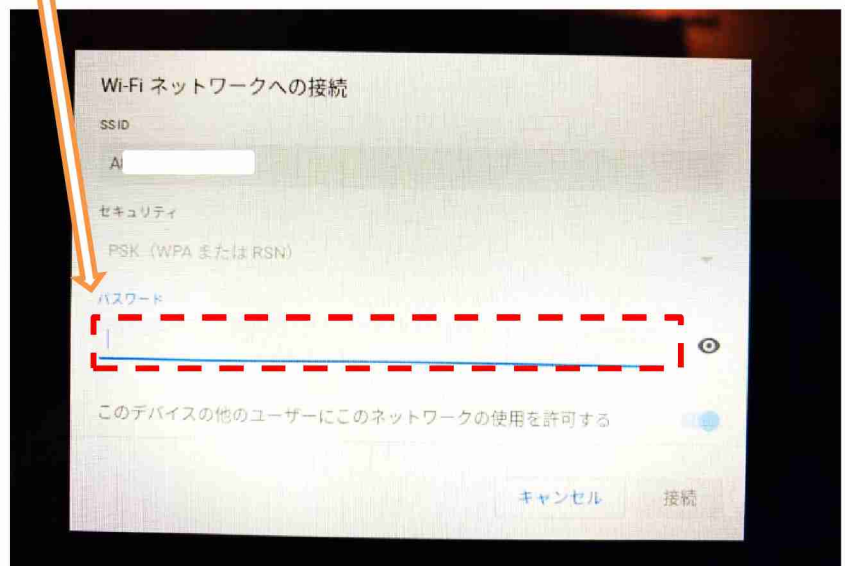 Wi-Fi ネットワークへの接続
SSID
A
セキュリティ
PSK（WPA または RSN）
パスワード
このデバイスの他のユーザーにこのネットワークの使用を許可する
キャンセル
接続